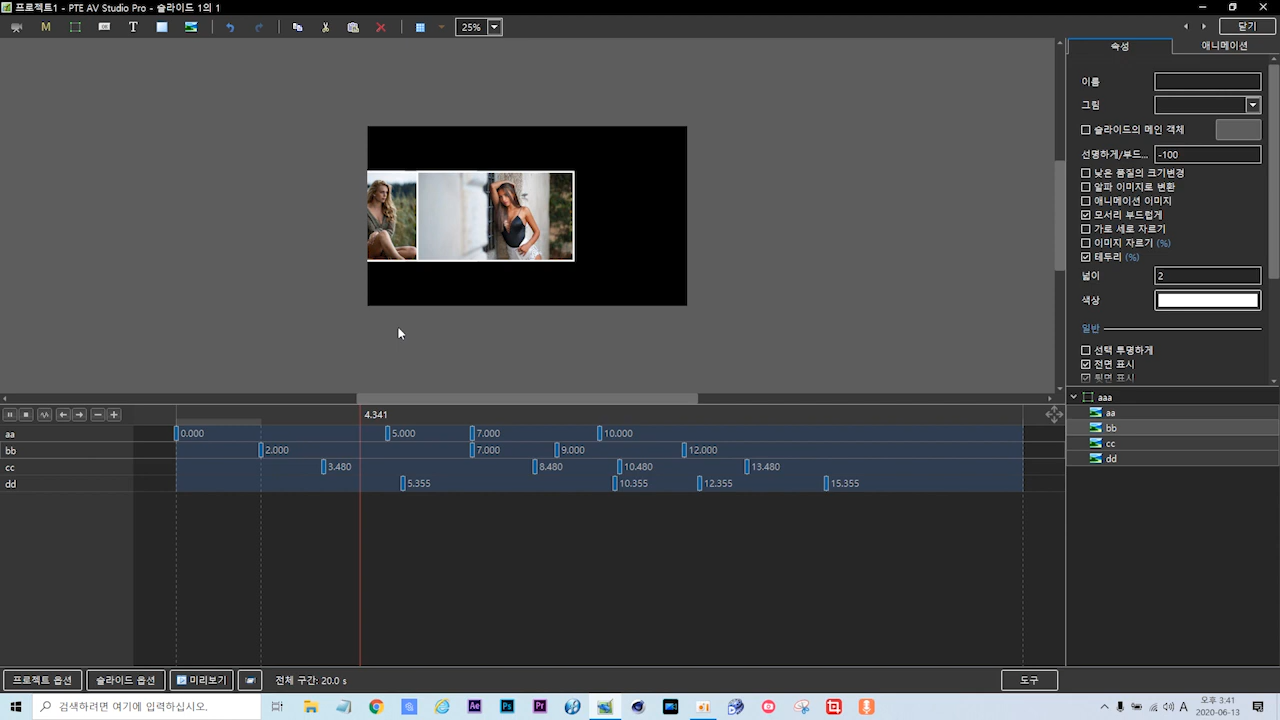 프로젝트1 - PTE AV Studio Pro - 슬라이드 1의 1
M
OK
T
25%
닫기
속성
애니메이션
이름
그림
슬라이드의 메인 객체
선명하게/부드...
-100
낮은 품질의 크기변경
알파 이미지로 변환
애니메이션 이미지
모서리 부드럽게
가로 세로 자르기
이미지 자르기 (%)
테두리 (%)
넓이
2
색상
일반
선택 투명하게
전면 표시
뒷면 표시
4.341
aa
0.000
5.000
7.000
10.000
bb
2.000
7.000
9.000
12.000
cc
3.480
8.480
10.480
13.480
dd
5.355
10.355
12.355
15.355
aaa
aa
bb
cc
dd
프로젝트 옵션
슬라이드 옵션
미리보기
전체 구간: 20.0 s
도구
검색하려면 여기에 입력하십시오.
Ae
Ps
Pr
A
오후 3:41
2020-06-13